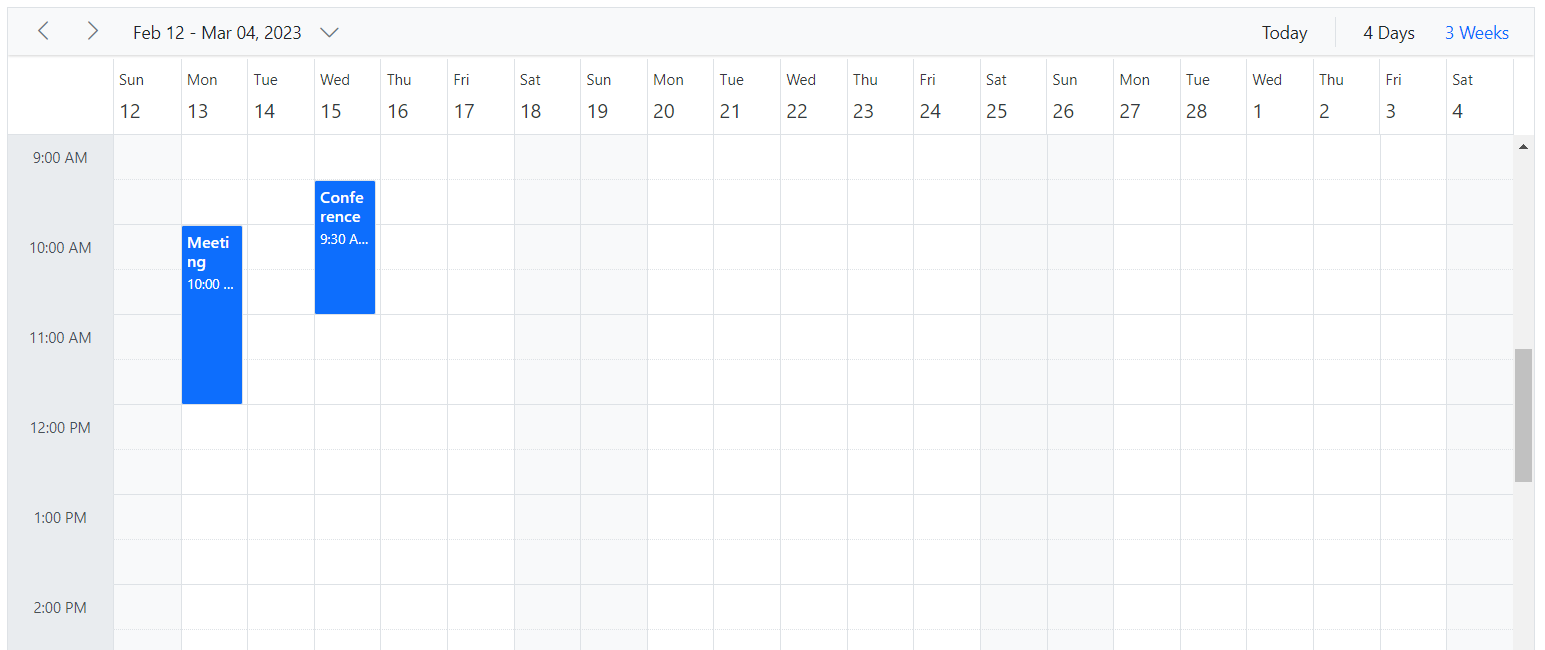 Feb 12 - Mar 04, 2023 Today 4 Days 3 Weeks
Sun Mon Tue Wed Thu Fri Sat Sun Mon Tue Wed Thu Fri Sat Sun Mon Tue Wed Thu Fri Sat
12 13 14 15 16 17 18 19 20 21 22 23 24 25 26 27 28 1 2 3 4
9:00 AM
Confe
rence
9:30 A...
10:00 AM
Meeti
ng
10:00 ...
11:00 AM
12:00 PM
1:00 PM
2:00 PM